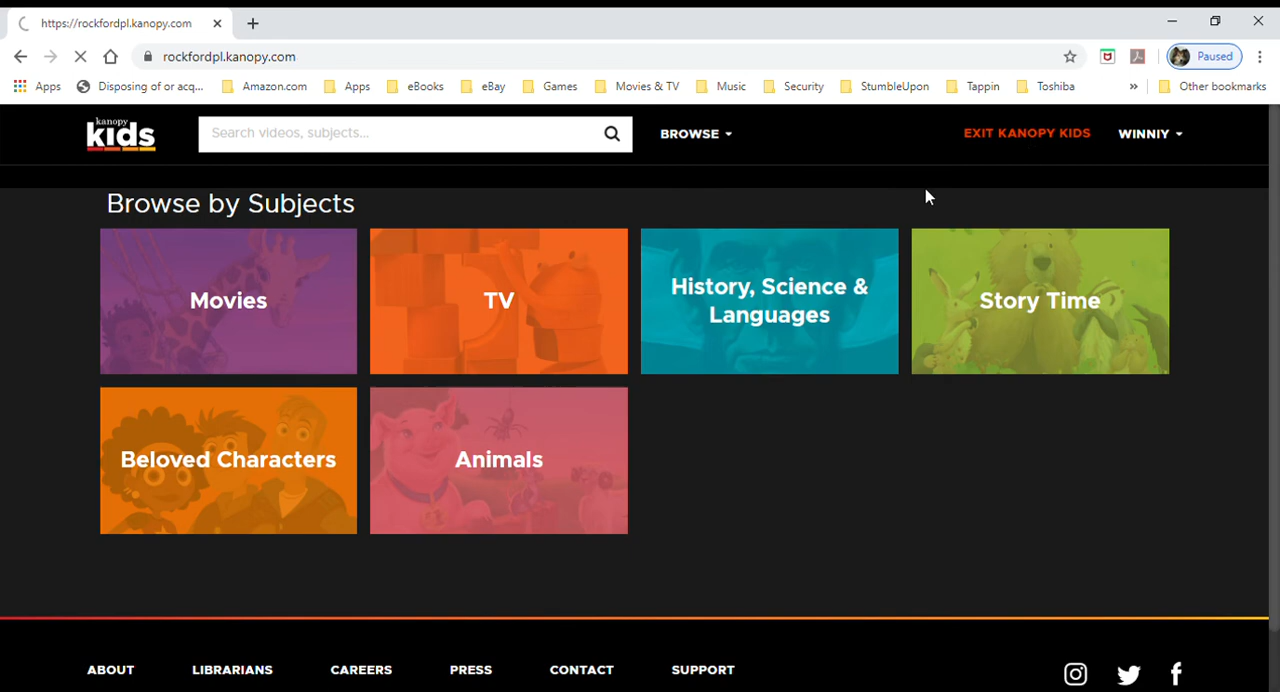 https://rockfordpl.kanopy.com
rockfordpl.kanopy.com
Paused
Apps
Disposing of or acq...
Amazon.com
Apps
eBooks
eBay
Games
Movies & TV
Music
Security
StumbleUpon
Tappin
Toshiba
»
Other bookmarks
kanopy
kids
Search videos, subjects...
BROWSE
EXIT KANOPY KIDS
WINNIY
Browse by Subjects
Movies
TV
History, Science &
Languages
Story Time
Beloved Characters
Animals
ABOUT
LIBRARIANS
CAREERS
PRESS
CONTACT
SUPPORT